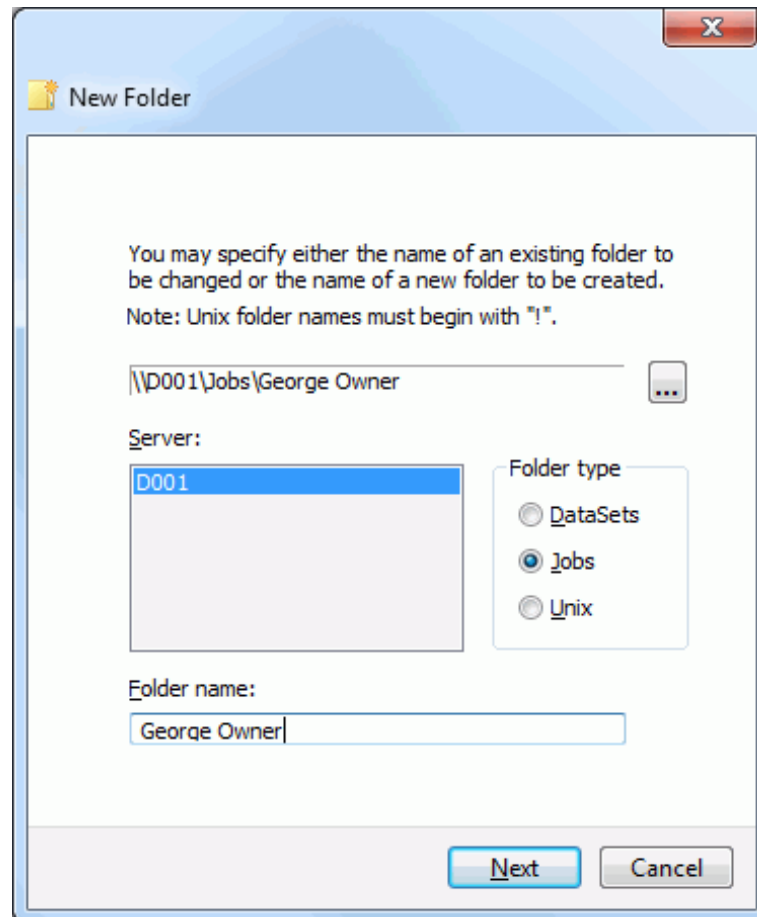 New Folder
You may specify either the name of an existing folder to
be changed or the name of a new folder to be created.
Note: Unix folder names must begin with "!".
\\D001\Jobs\George Owner
...
Server:
D001
Folder type
DataSets
Jobs
Unix
Folder name:
George Owner
Next
Cancel